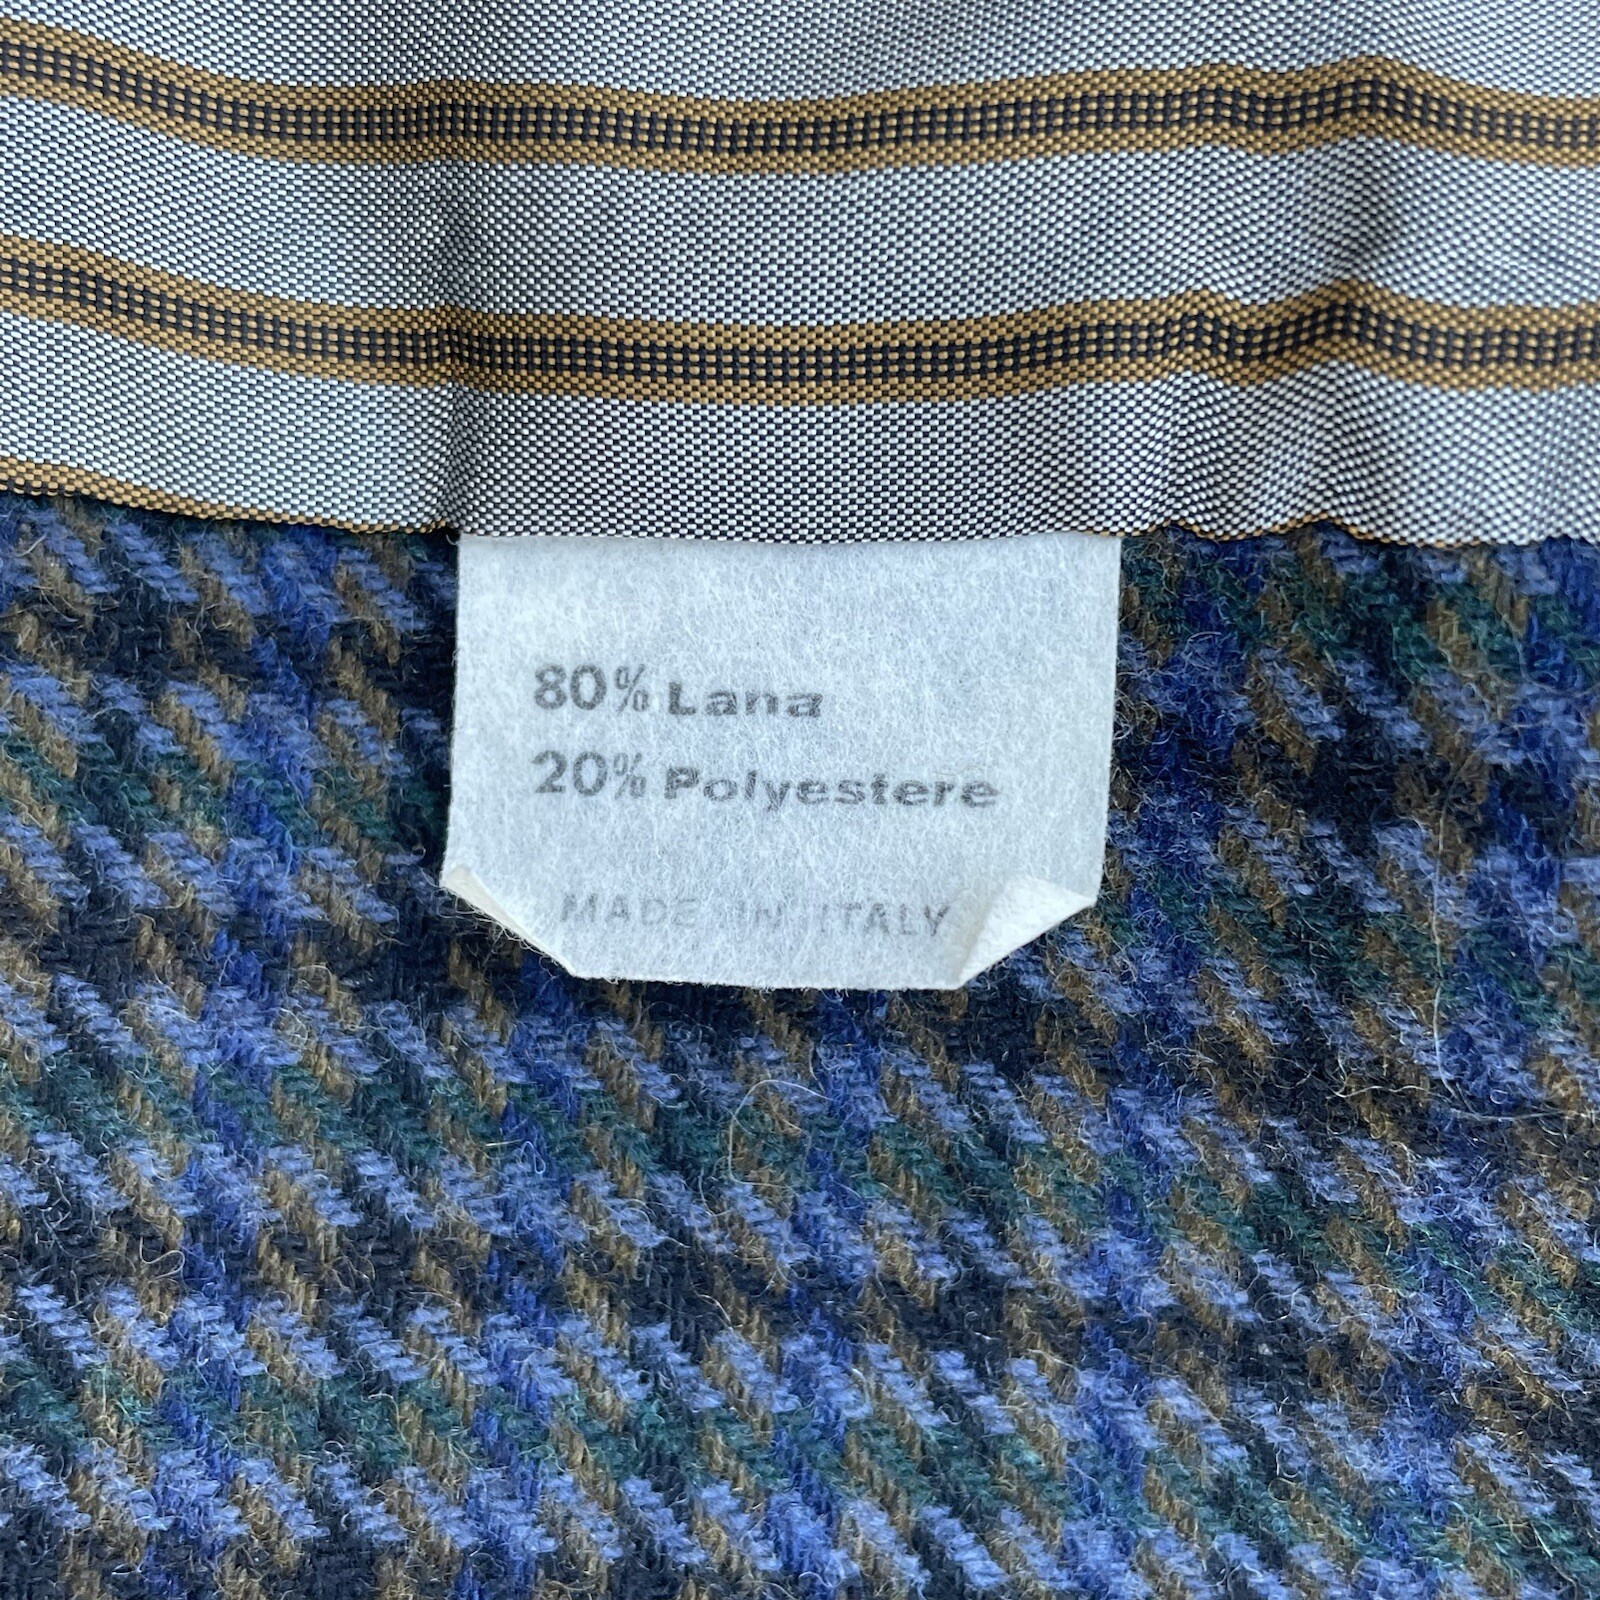 80% Lana
20% Polyestere
MADE IN ITALY